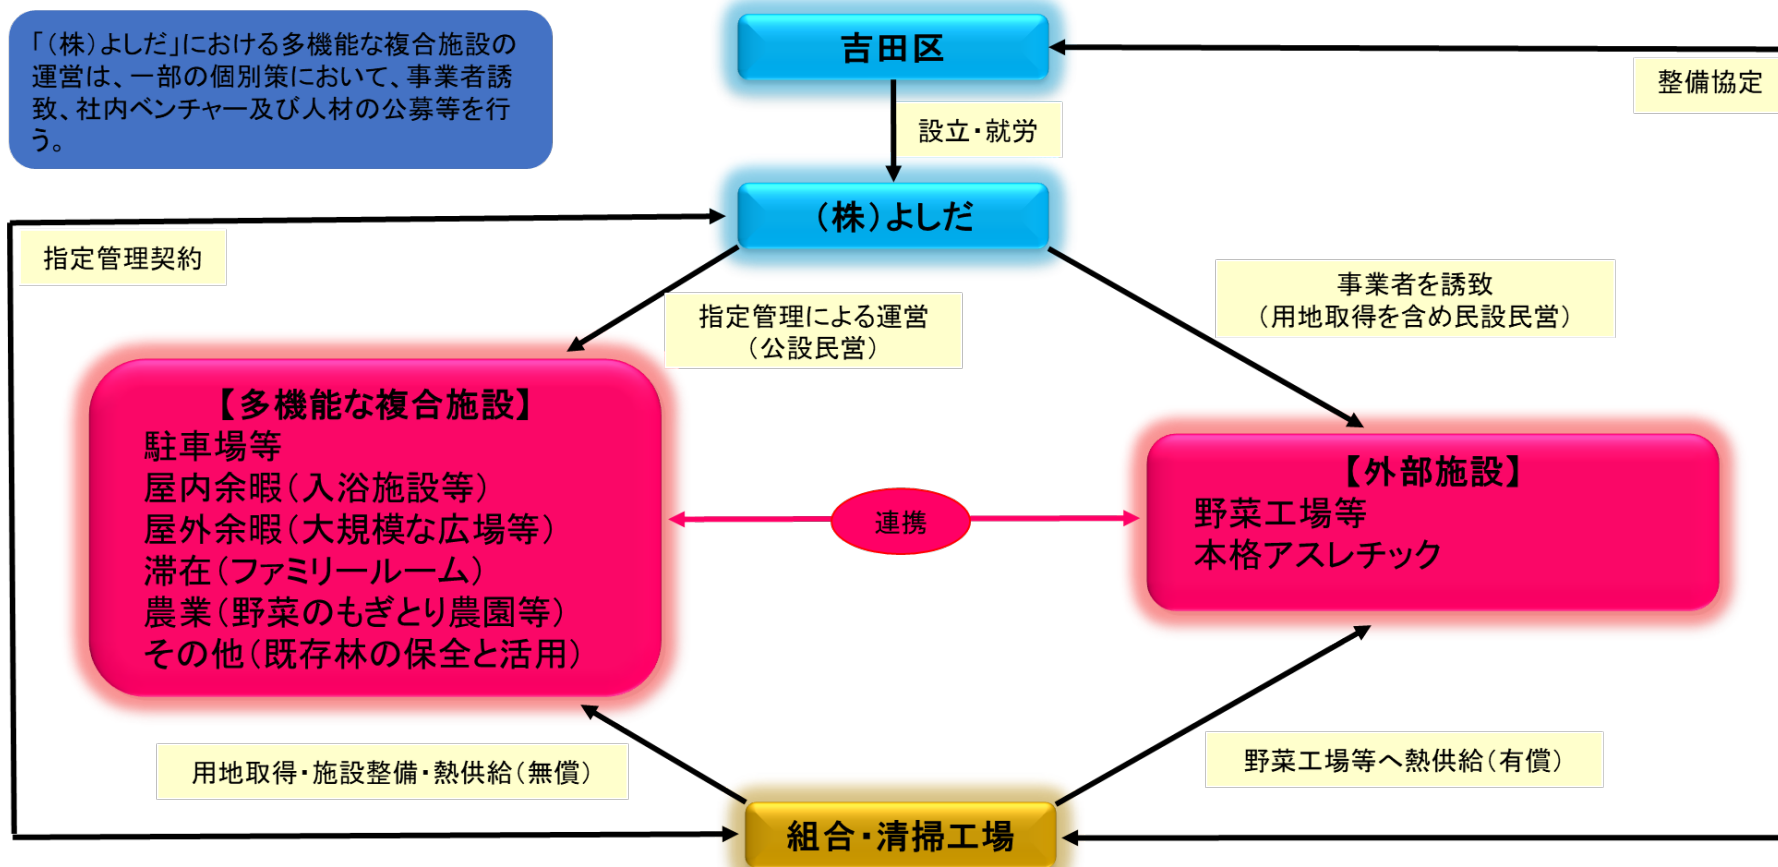 「(株)よしだ」における多機能な複合施設の
運営は、一部の個別策において、事業者誘
致、社内ベンチャー及び人材の公募等を行
う。
吉田区
整備協定
設立・就労
(株)よしだ
指定管理契約
指定管理による運営
(公設民営)
事業者を誘致
(用地取得を含め民設民営)
【多機能な複合施設】
駐車場等
屋内余暇(入浴施設等)
屋外余暇(大規模な広場等)
滞在(ファミリールーム)
農業(野菜のもぎとり農園等)
その他(既存林の保全と活用)
連携
【外部施設】
野菜工場等
本格アスレチック
用地取得・施設整備・熱供給(無償)
野菜工場等へ熱供給(有償)
組合・清掃工場